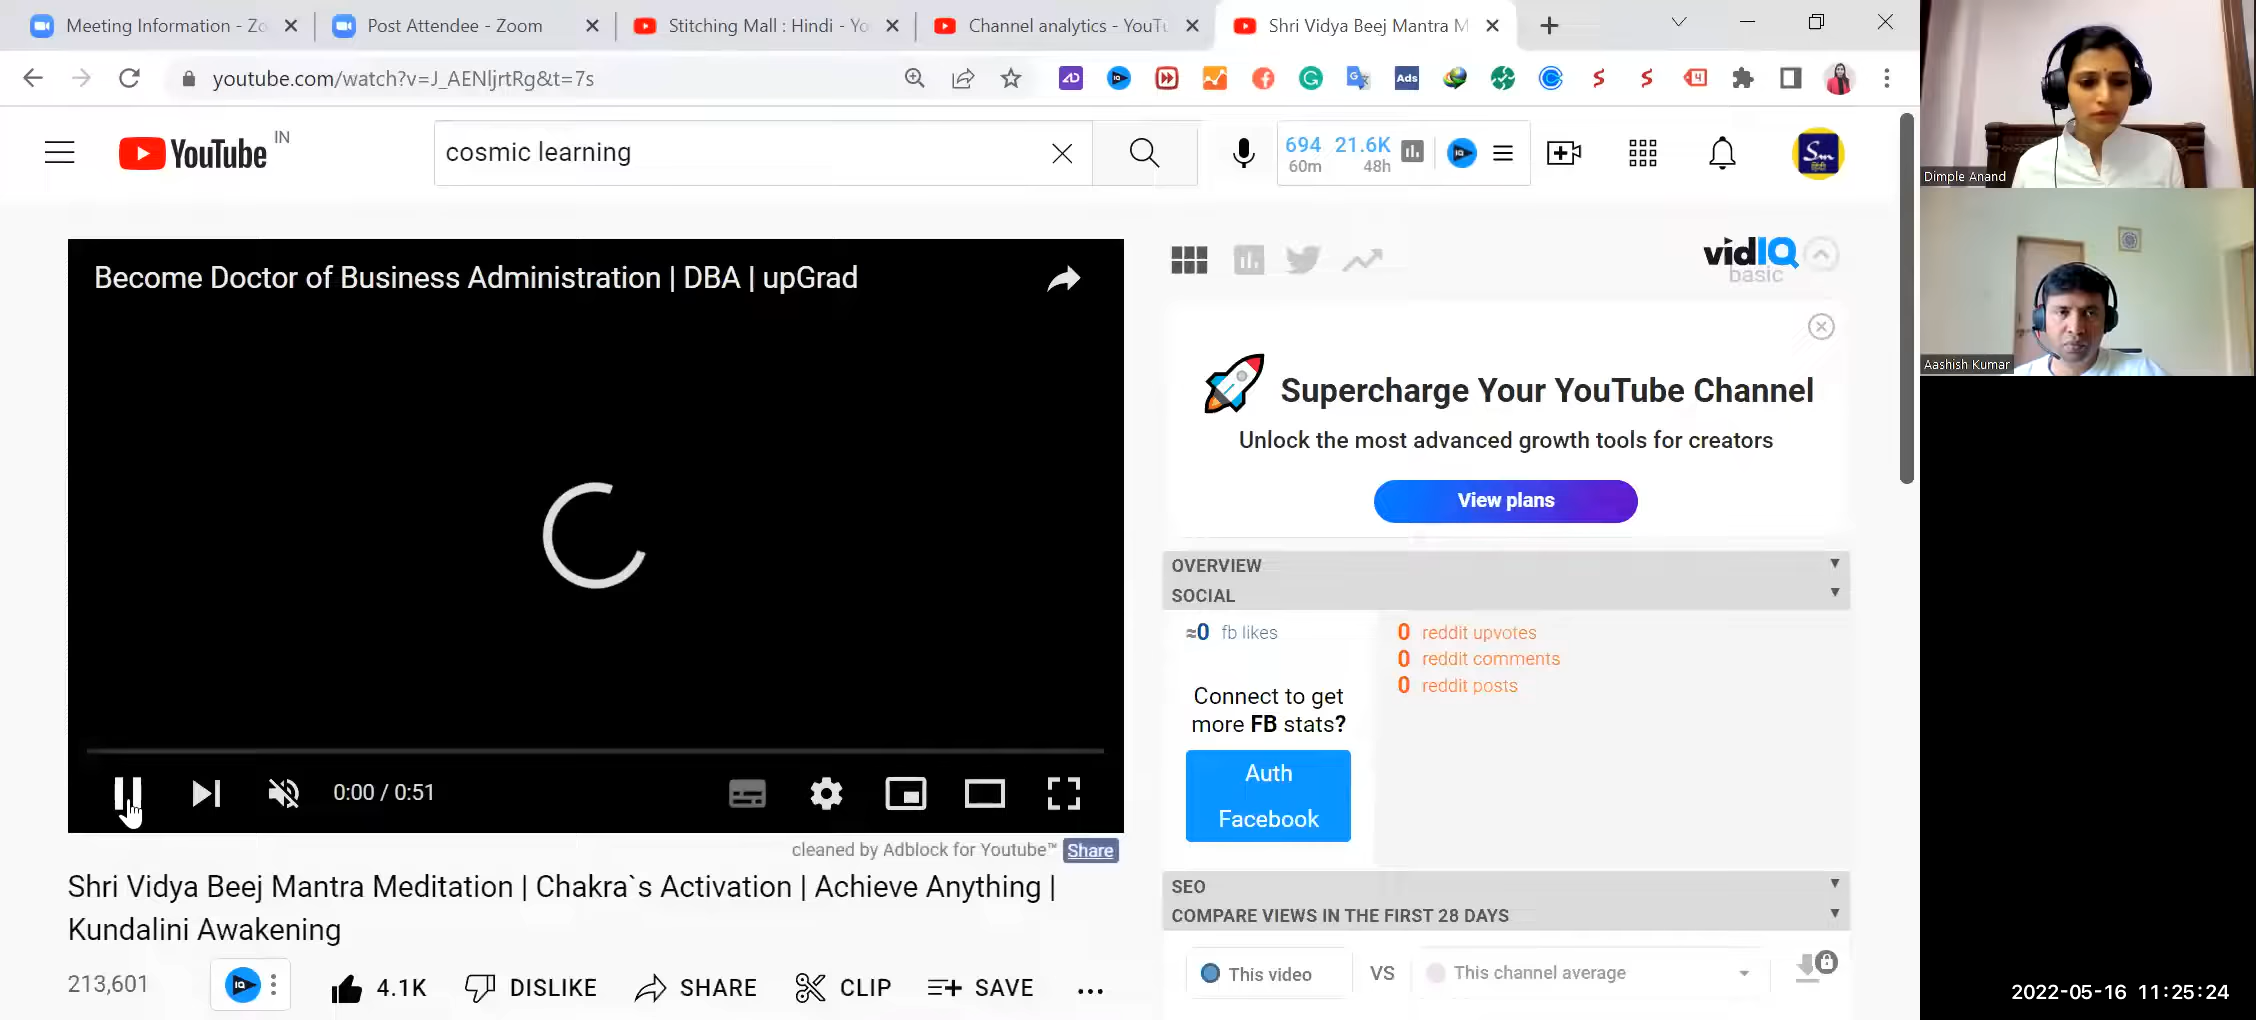 Meeting Information - Zo
Post Attendee - Zoom
Stitching Mall : Hindi - Yo
Channel analytics - YouTu
Shri Vidya Beej Mantra M
youtube.com/watch?v=J_AENljrtRg&t=7s
Ads
YouTube IN
cosmic learning
694 21.6K
60m 48h
Sm
Dimple Anand
Become Doctor of Business Administration | DBA | upGrad
vidIQ
basic
Aashish Kumar
Supercharge Your YouTube Channel
Unlock the most advanced growth tools for creators
View plans
OVERVIEW
SOCIAL
≈0 fb likes
0 reddit upvotes
0 reddit comments
0 reddit posts
Connect to get
more FB stats?
Auth
Facebook
0:00 / 0:51
cleaned by Adblock for Youtube™ Share
Shri Vidya Beej Mantra Meditation | Chakra`s Activation | Achieve Anything |
Kundalini Awakening
SEO
COMPARE VIEWS IN THE FIRST 28 DAYS
213,601
IQ
4.1K
DISLIKE
SHARE
CLIP
SAVE
This video VS This channel average
2022-05-16 11:25:24